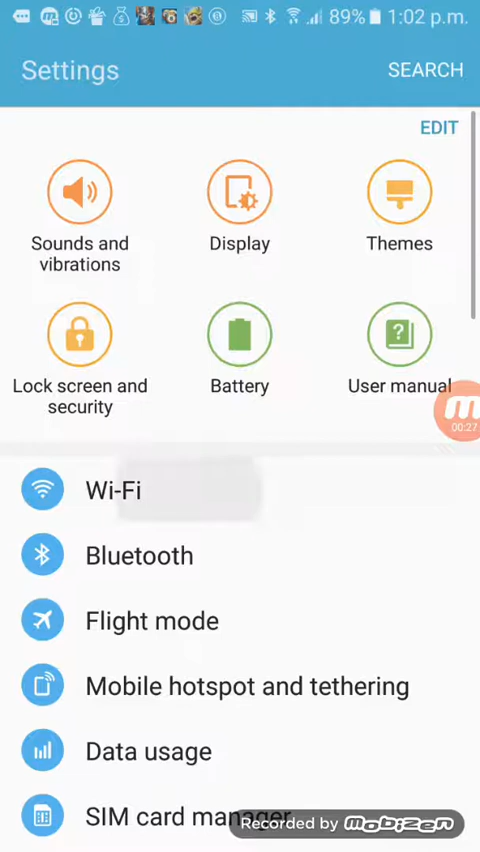 89% 1:02 p.m.
Settings SEARCH
EDIT
Sounds and
vibrations
Display
Themes
Lock screen and
security
Battery
User manual
00:27
Wi-Fi
Bluetooth
Flight mode
Mobile hotspot and tethering
Data usage
SIM card manager
Recorded by mobizen